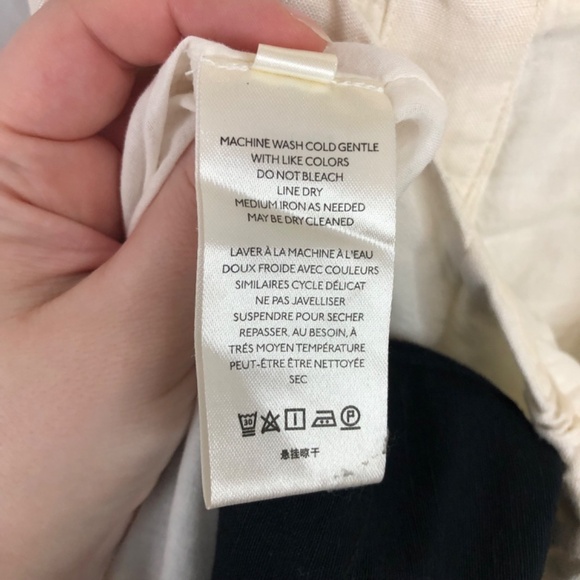 MACHINE WASH COLD GENTLE
WITH LIKE COLORS
DO NOT BLEACH
LINE DRY
MEDIUM IRON AS NEEDED
MAY BE DRY CLEANED
LAVER À LA MACHINE À L'EAU
DOUX FROIDE AVEC COULEURS
SIMILAIRES CYCLE DÉLICAT
NE PAS JAVELLISER
SUSPENDRE POUR SECHER
REPASSER, AU BESOIN, À
TRÉS MOYEN TEMPÉRATURE
PEUT-ÊTRE ÊTRE NETTOYÉE
SEC
30 P
悬挂晾干